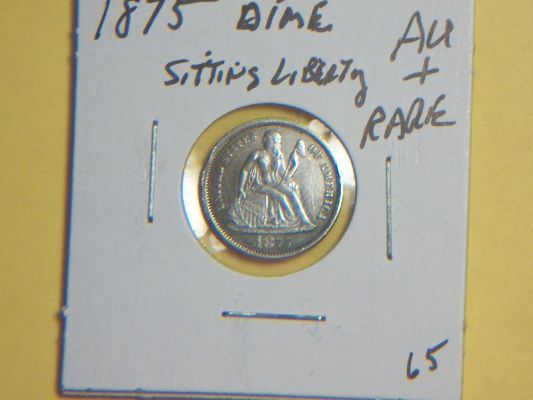 1875 DIME
SITTING LIBERTY
AU
+
RARE
UNITED STATES OF AMERICA
1875
65